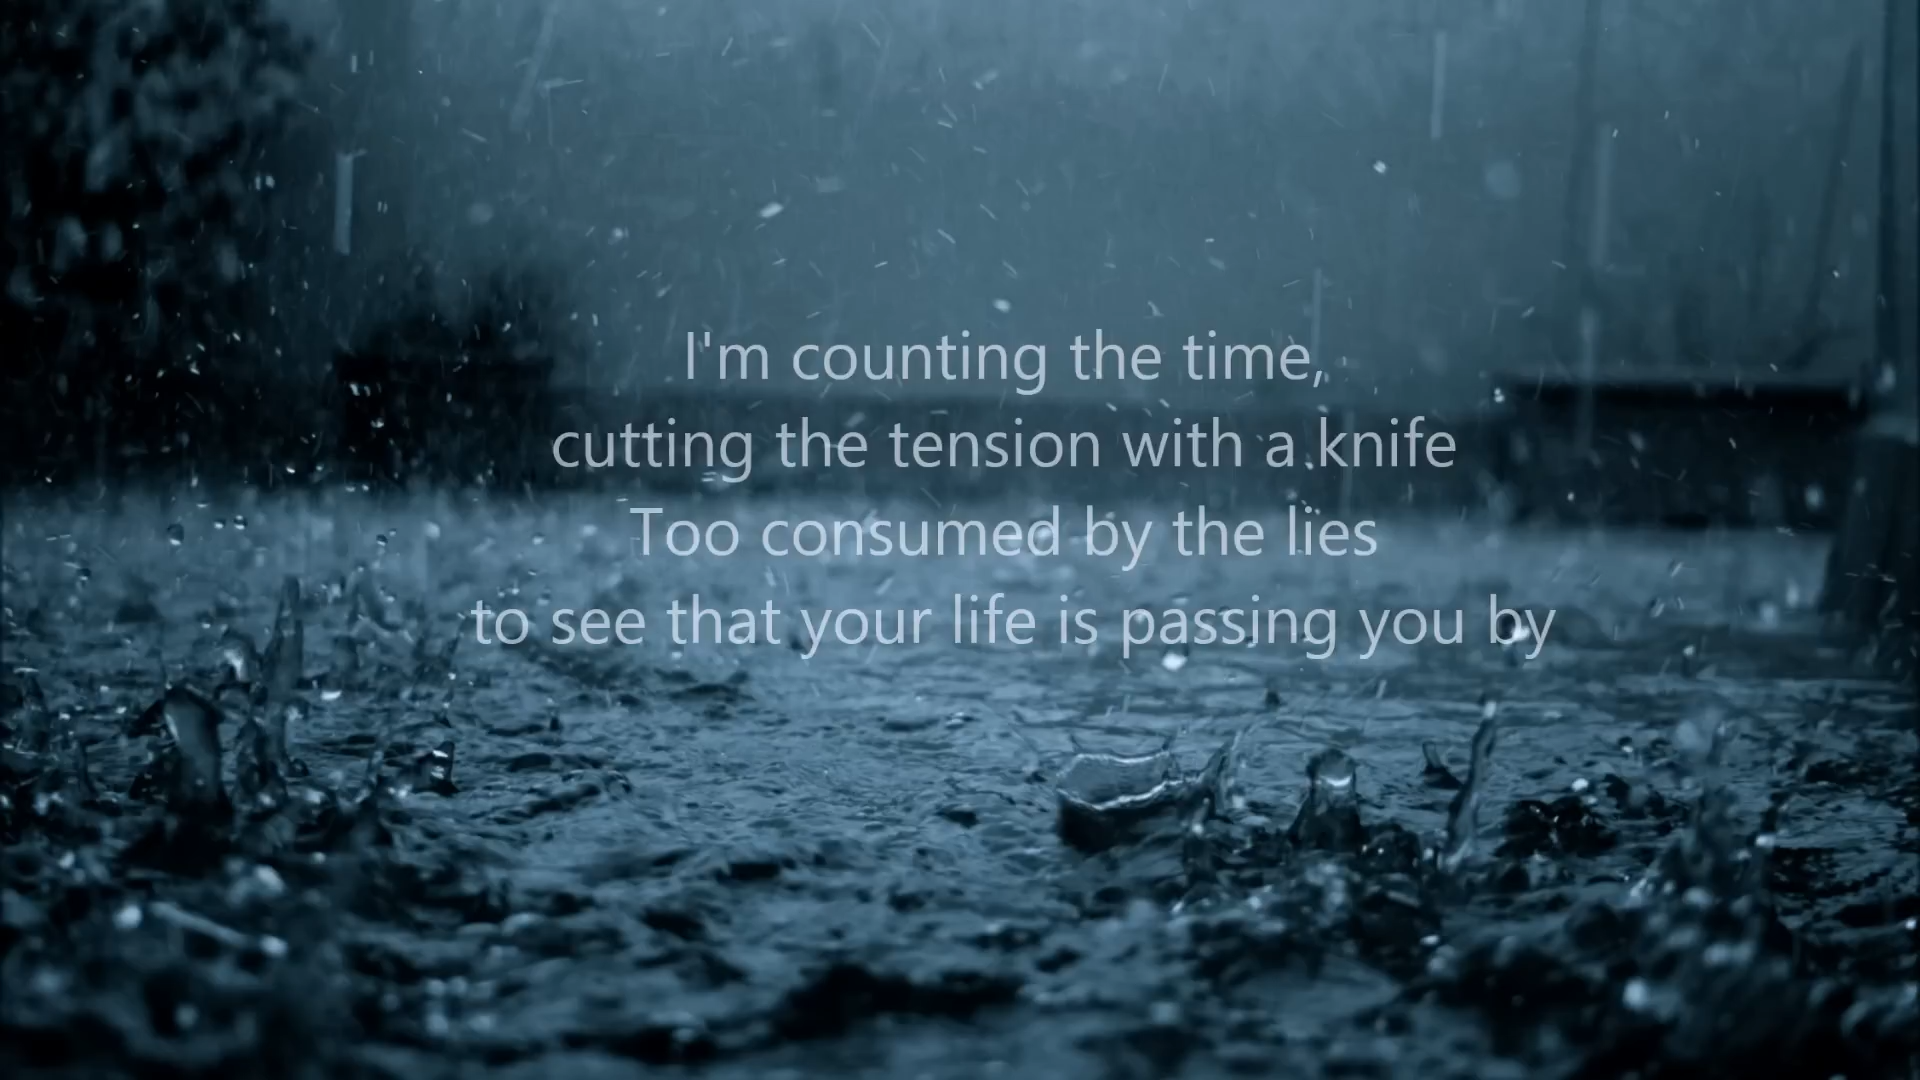 I'm counting the time,
cutting the tension with a knife
Too consumed by the lies
to see that your life is passing you by